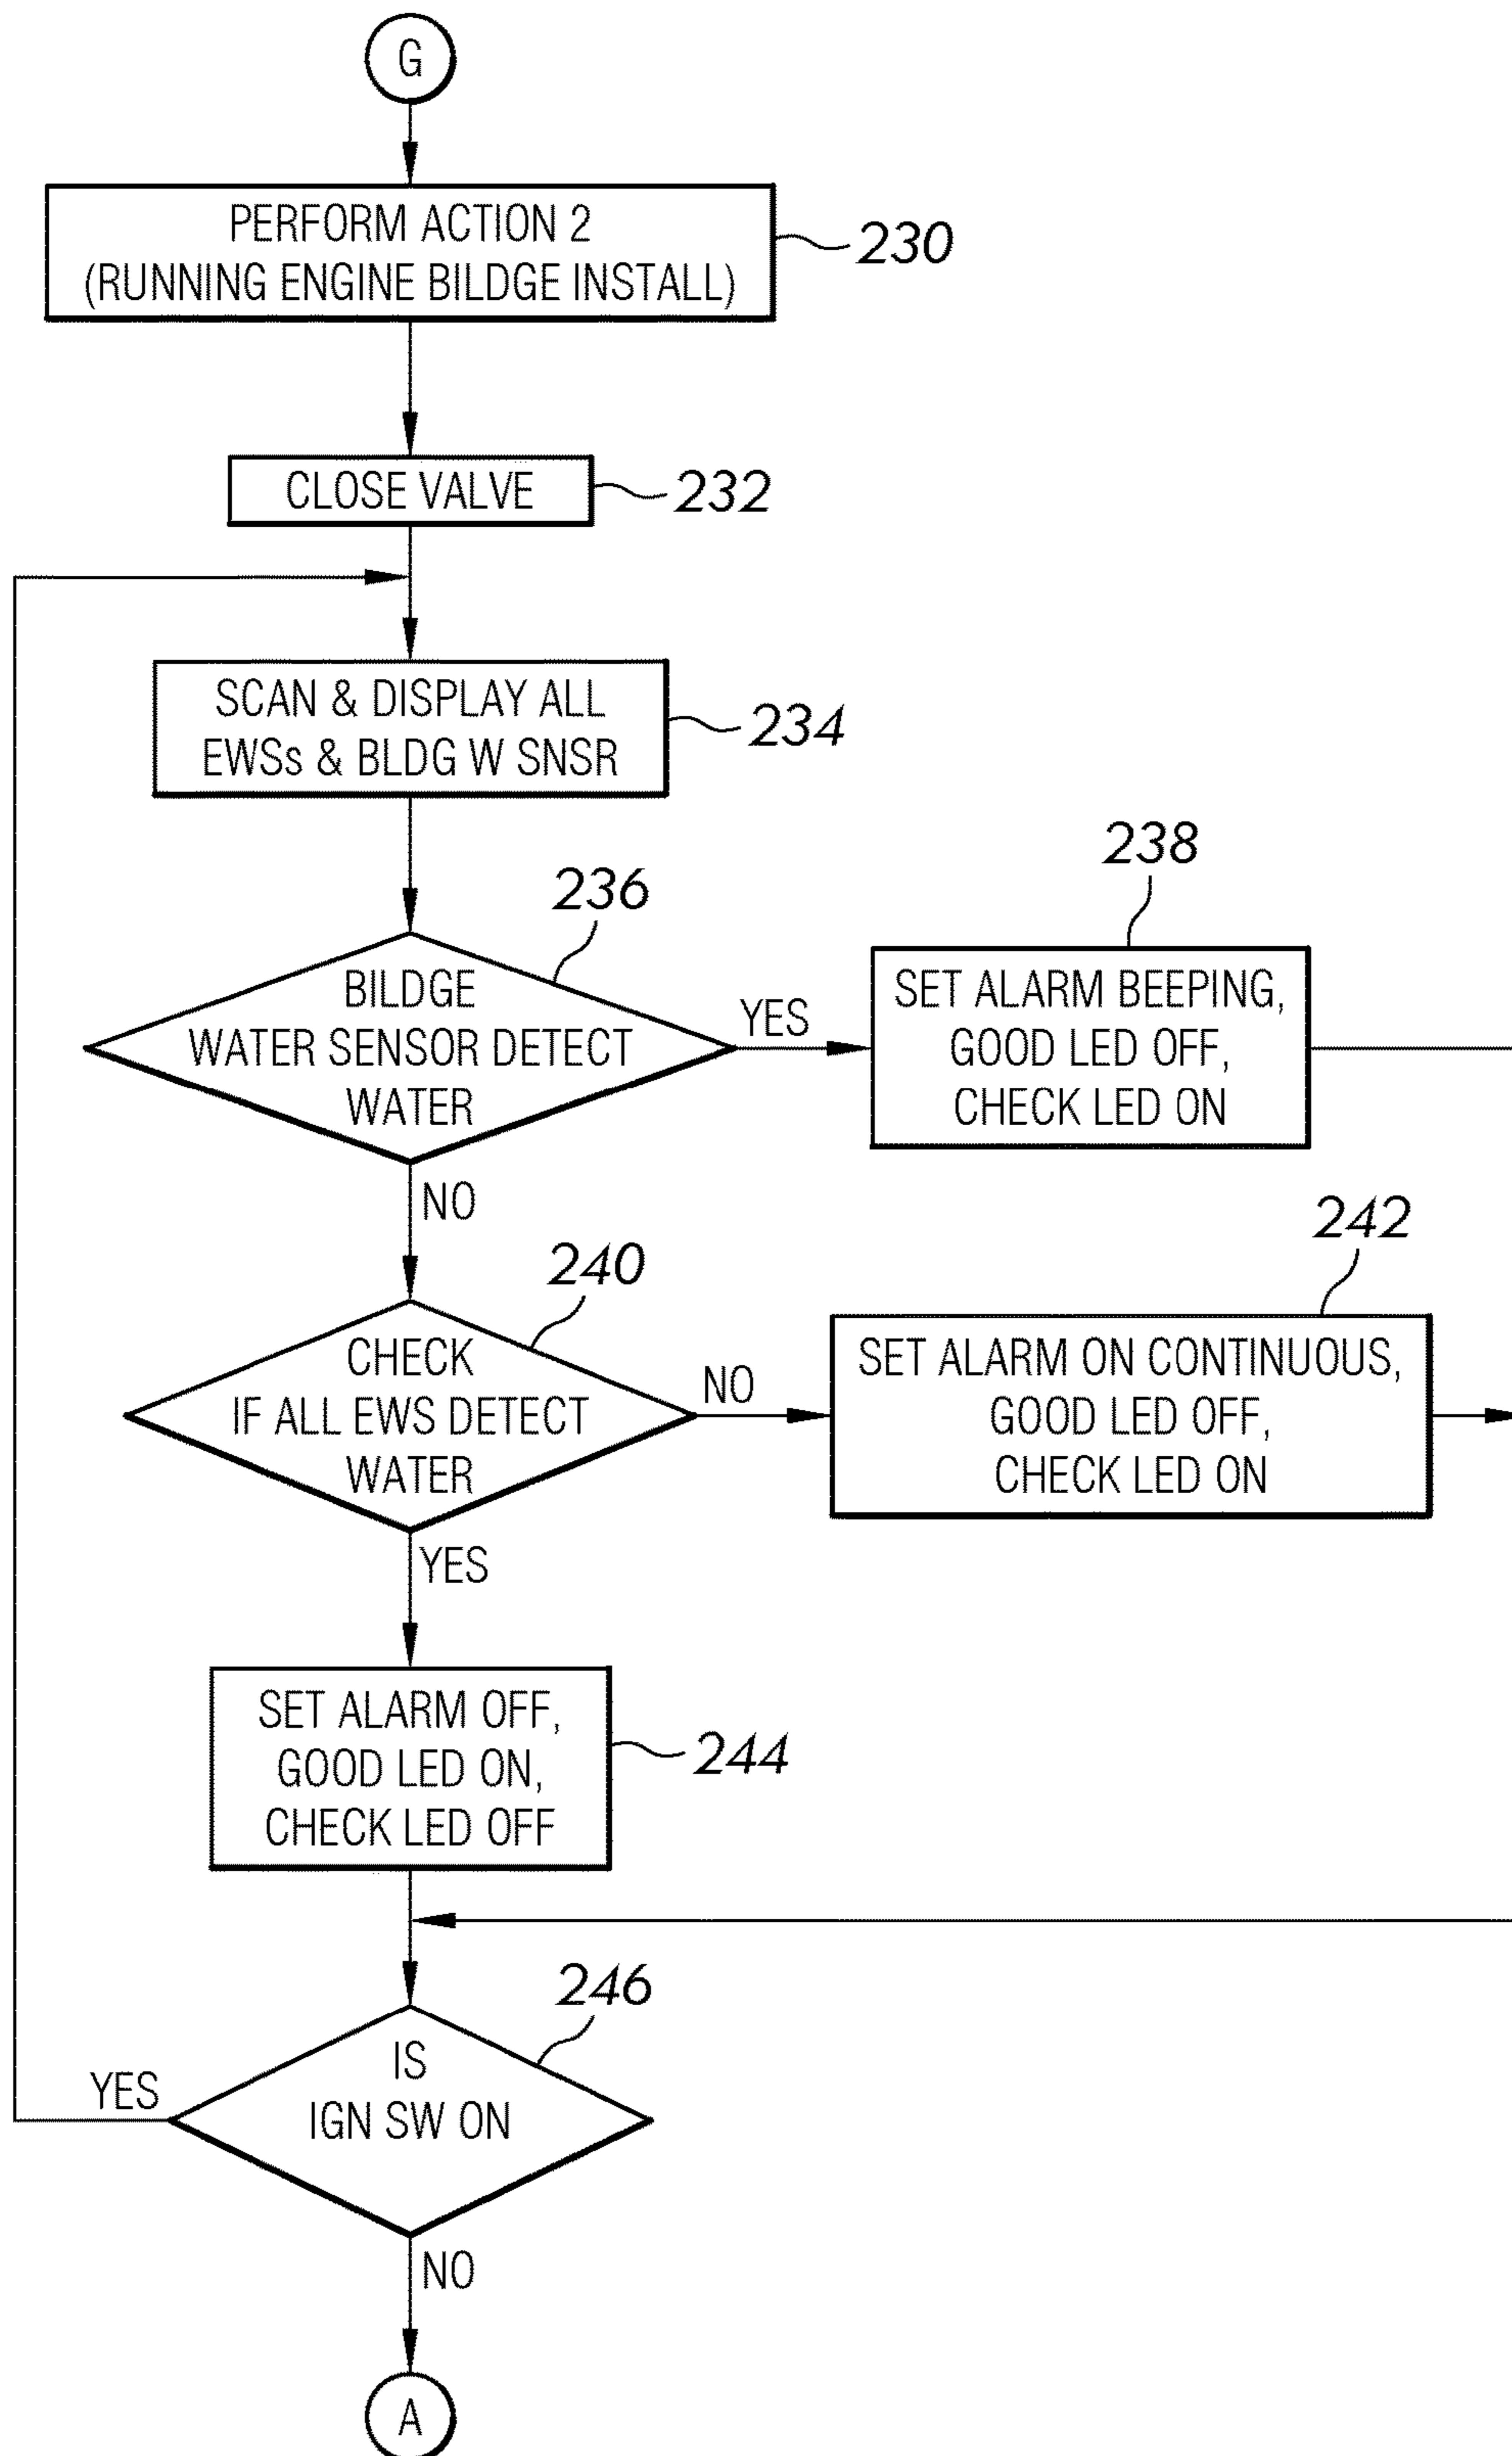 G
PERFORM ACTION 2
(RUNNING ENGINE BILDGE INSTALL)
230
CLOSE VALVE
232
SCAN & DISPLAY ALL
EWSs & BLDG W SNSR
234
236
BILDGE
WATER SENSOR DETECT
WATER
YES
238
SET ALARM BEEPING,
GOOD LED OFF,
CHECK LED ON
NO
240
CHECK
IF ALL EWS DETECT
WATER
NO
242
SET ALARM ON CONTINUOUS,
GOOD LED OFF,
CHECK LED ON
YES
SET ALARM OFF,
GOOD LED ON,
CHECK LED OFF
244
246
IS
IGN SW ON
YES
NO
A